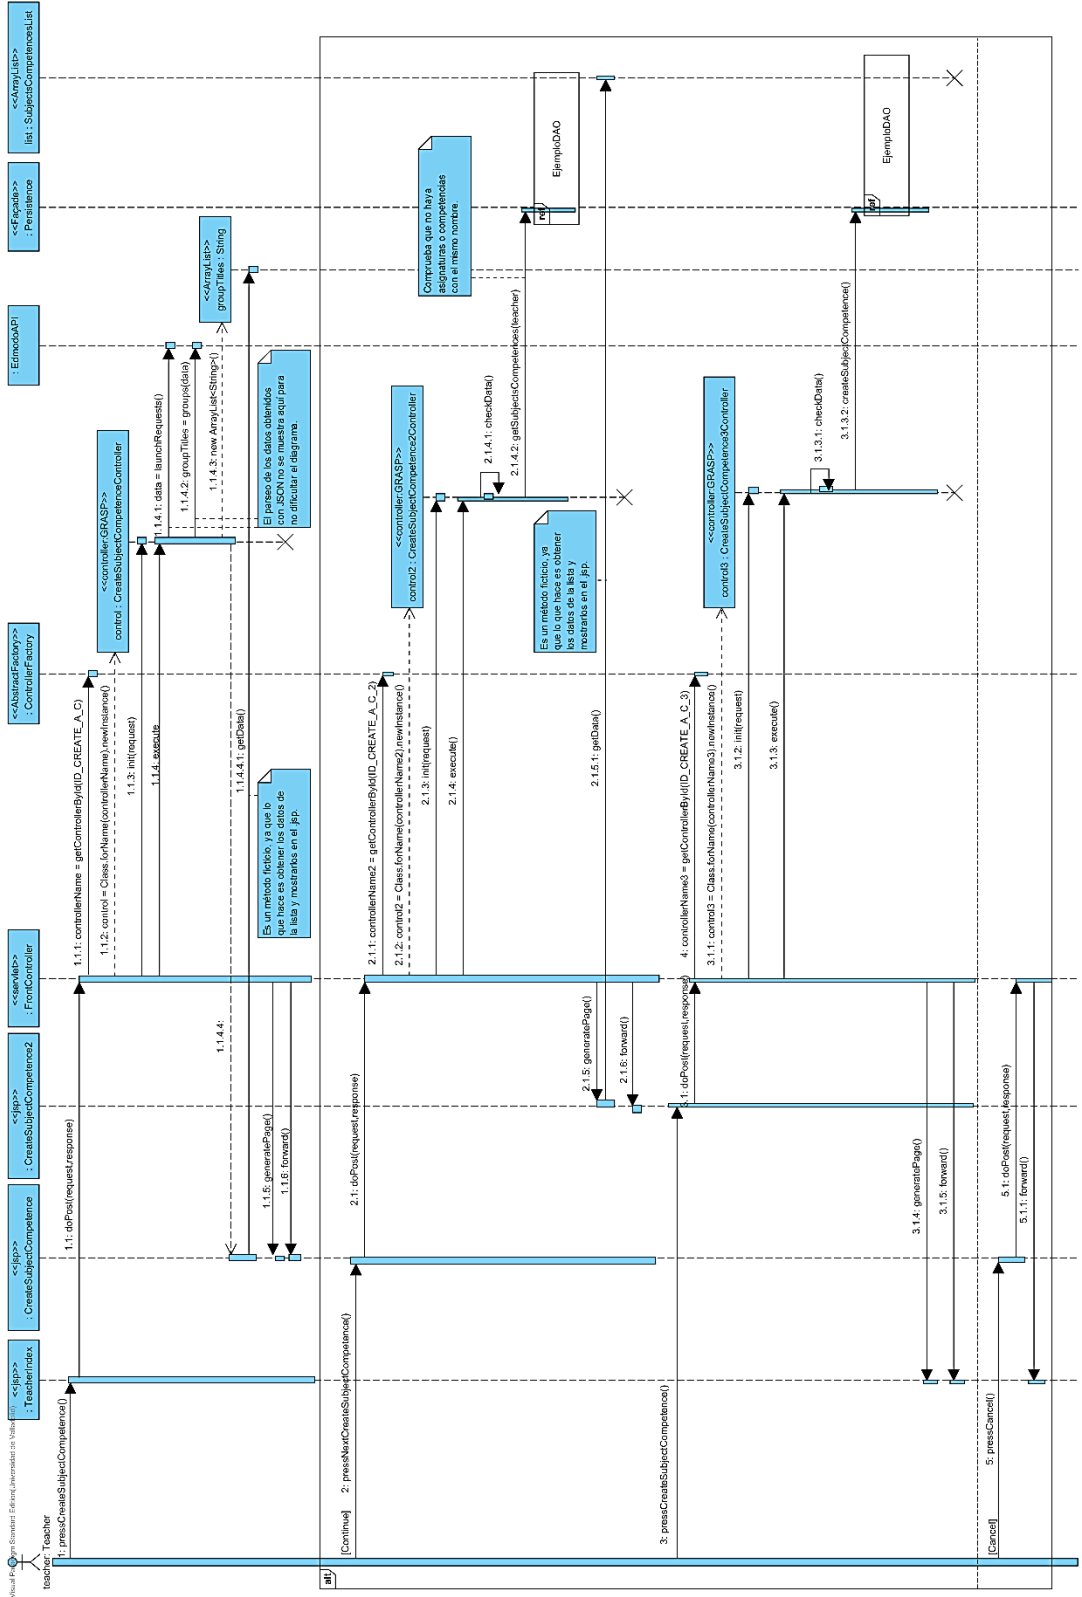 Visual Paradigm Standard Edition(Universidad de Valladolid)
teacher: Teacher
<<jsp>>
: TeacherIndex
<<jsp>>
: CreateSubjectCompetence
<<jsp>>
: CreateSubjectCompetence2
<<servlet>>
: FrontController
<<AbstractFactory>>
: ControllerFactory
: EdmodoAPI
<<Façade>>
: Persistence
<<ArrayList>>
list : SubjectsCompetencesList
1: pressCreateSubjectCompetence()
1.1: doPost(request,response)
1.1.1: controllerName = getControllerById(ID_CREATE_A_C)
1.1.2: control = Class.forName(controllerName).newInstance()
<<controller:GRASP>>
control : CreateSubjectCompetenceController
1.1.3: init(request)
1.1.4: execute
1.1.4.1: data = launchRequests()
1.1.4.2: groupTitles = groups(data)
1.1.4.3: new ArrayList<String>()
<<ArrayList>>
groupTitles : String
1.1.4.4:
1.1.4.4.1: getData()
El parseo de los datos obtenidos
con JSON no se muestra aquí para
no dificultar el diagrama.
Es un método ficticio, ya que lo
que hace es obtener los datos de
la lista y mostrarlos en el .jsp.
1.1.5: generatePage()
1.1.6: forward()
alt
[Continue]
2: pressNextCreateSubjectCompetence()
2.1: doPost(request,response)
2.1.1: controllerName2 = getControllerById(ID_CREATE_A_C_2)
2.1.2: control2 = Class.forName(controllerName2).newInstance()
<<controller:GRASP>>
control2 : CreateSubjectCompetence2Controller
2.1.3: init(request)
2.1.4: execute()
2.1.4.1: checkData()
2.1.4.2: getSubjectsCompetences(teacher)
Comprueba que no haya
asignaturas o competencias
con el mismo nombre.
ref
EjemploDAO
Es un método ficticio, ya
que lo que hace es obtener
los datos de la lista y
mostrarlos en el .jsp.
2.1.5: generatePage()
2.1.5.1: getData()
2.1.6: forward()
3: pressCreateSubjectCompetence()
3.1: doPost(request,response)
4: controllerName3 = getControllerById(ID_CREATE_A_C_3)
3.1.1: control3 = Class.forName(controllerName3).newInstance()
<<controller:GRASP>>
control3 : CreateSubjectCompetence3Controller
3.1.2: init(request)
3.1.3: execute()
3.1.3.1: checkData()
3.1.3.2: createSubjectCompetence()
ref
EjemploDAO
3.1.4: generatePage()
3.1.5: forward()
[Cancel]
5: pressCancel()
5.1: doPost(request,response)
5.1.1: forward()